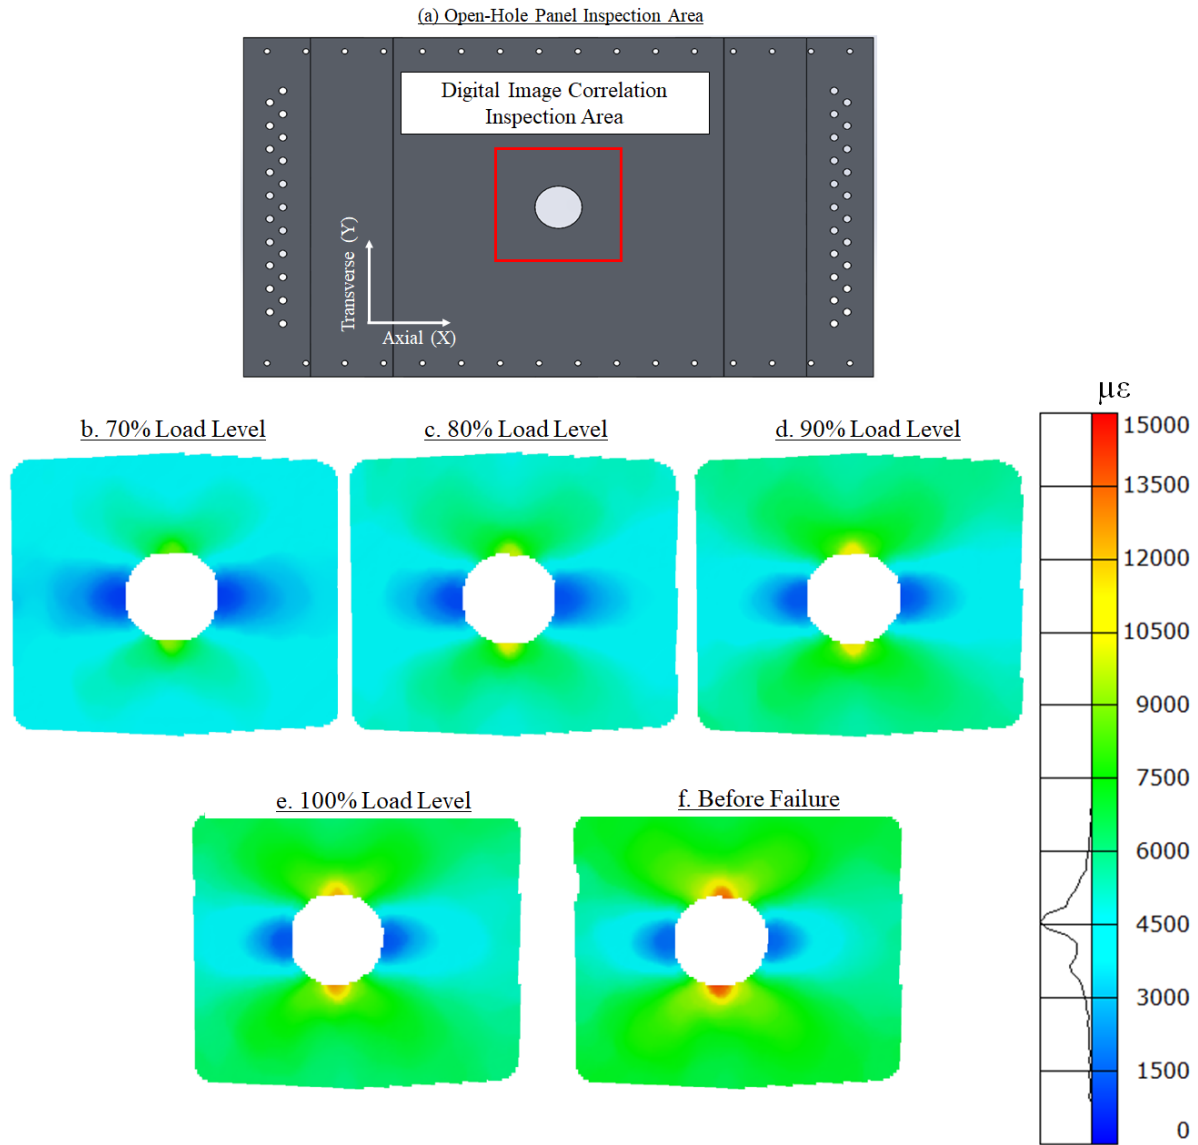 (a) Open-Hole Panel Inspection Area
Digital Image Correlation
Inspection Area
Transverse (Y)
Axial (X)
με
b. 70% Load Level
c. 80% Load Level
d. 90% Load Level
15000
13500
12000
10500
9000
7500
6000
4500
3000
1500
0
e. 100% Load Level
f. Before Failure